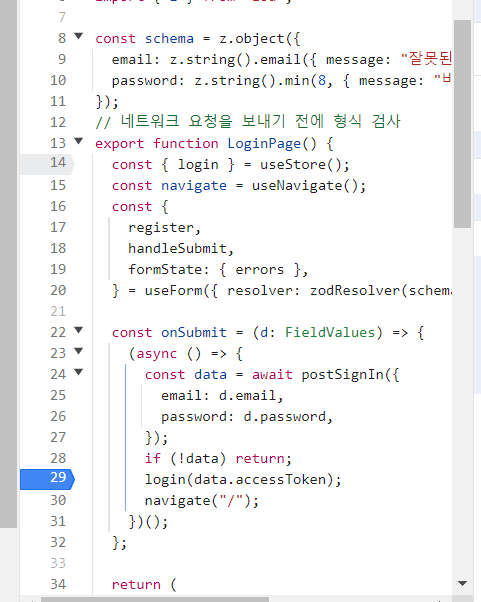 7
8 const schema = z.object({
9 email: z.string().email({ message: "잘못된
10 password: z.string().min(8, { message: "비
11 });
12 // 네트워크 요청을 보내기 전에 형식 검사
13 export function LoginPage() {
14 const { login } = useStore();
15 const navigate = useNavigate();
16 const {
17 register,
18 handleSubmit,
19 formState: { errors },
20 } = useForm({ resolver: zodResolver(schema
21
22 const onSubmit = (d: FieldValues) => {
23 (async () => {
24 const data = await postSignIn({
25 email: d.email,
26 password: d.password,
27 });
28 if (!data) return;
29 login(data.accessToken);
30 navigate("/");
31 })();
32 };
33
34 return (